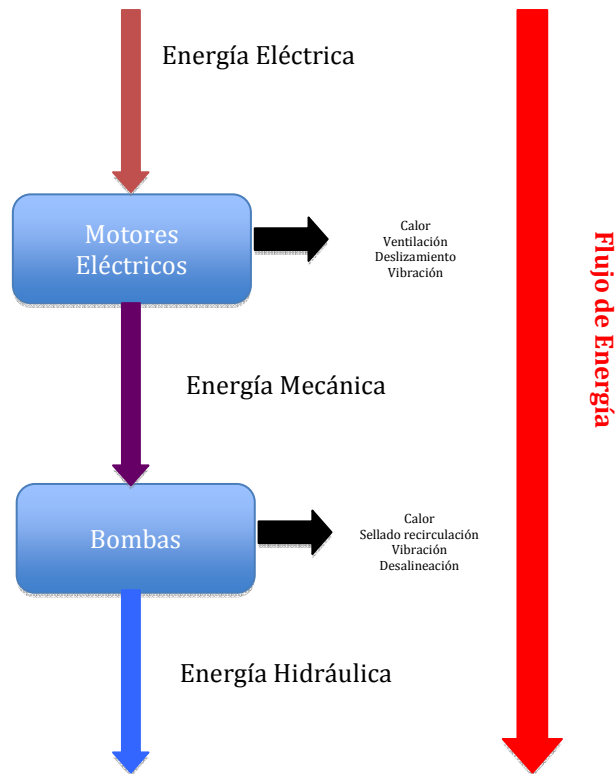 Energía Eléctrica
Motores
Eléctricos
Calor
Ventilación
Deslizamiento
Vibración
Energía Mecánica
Bombas
Calor
Sellado recirculación
Vibración
Desalineación
Energía Hidráulica
Flujo de Energía